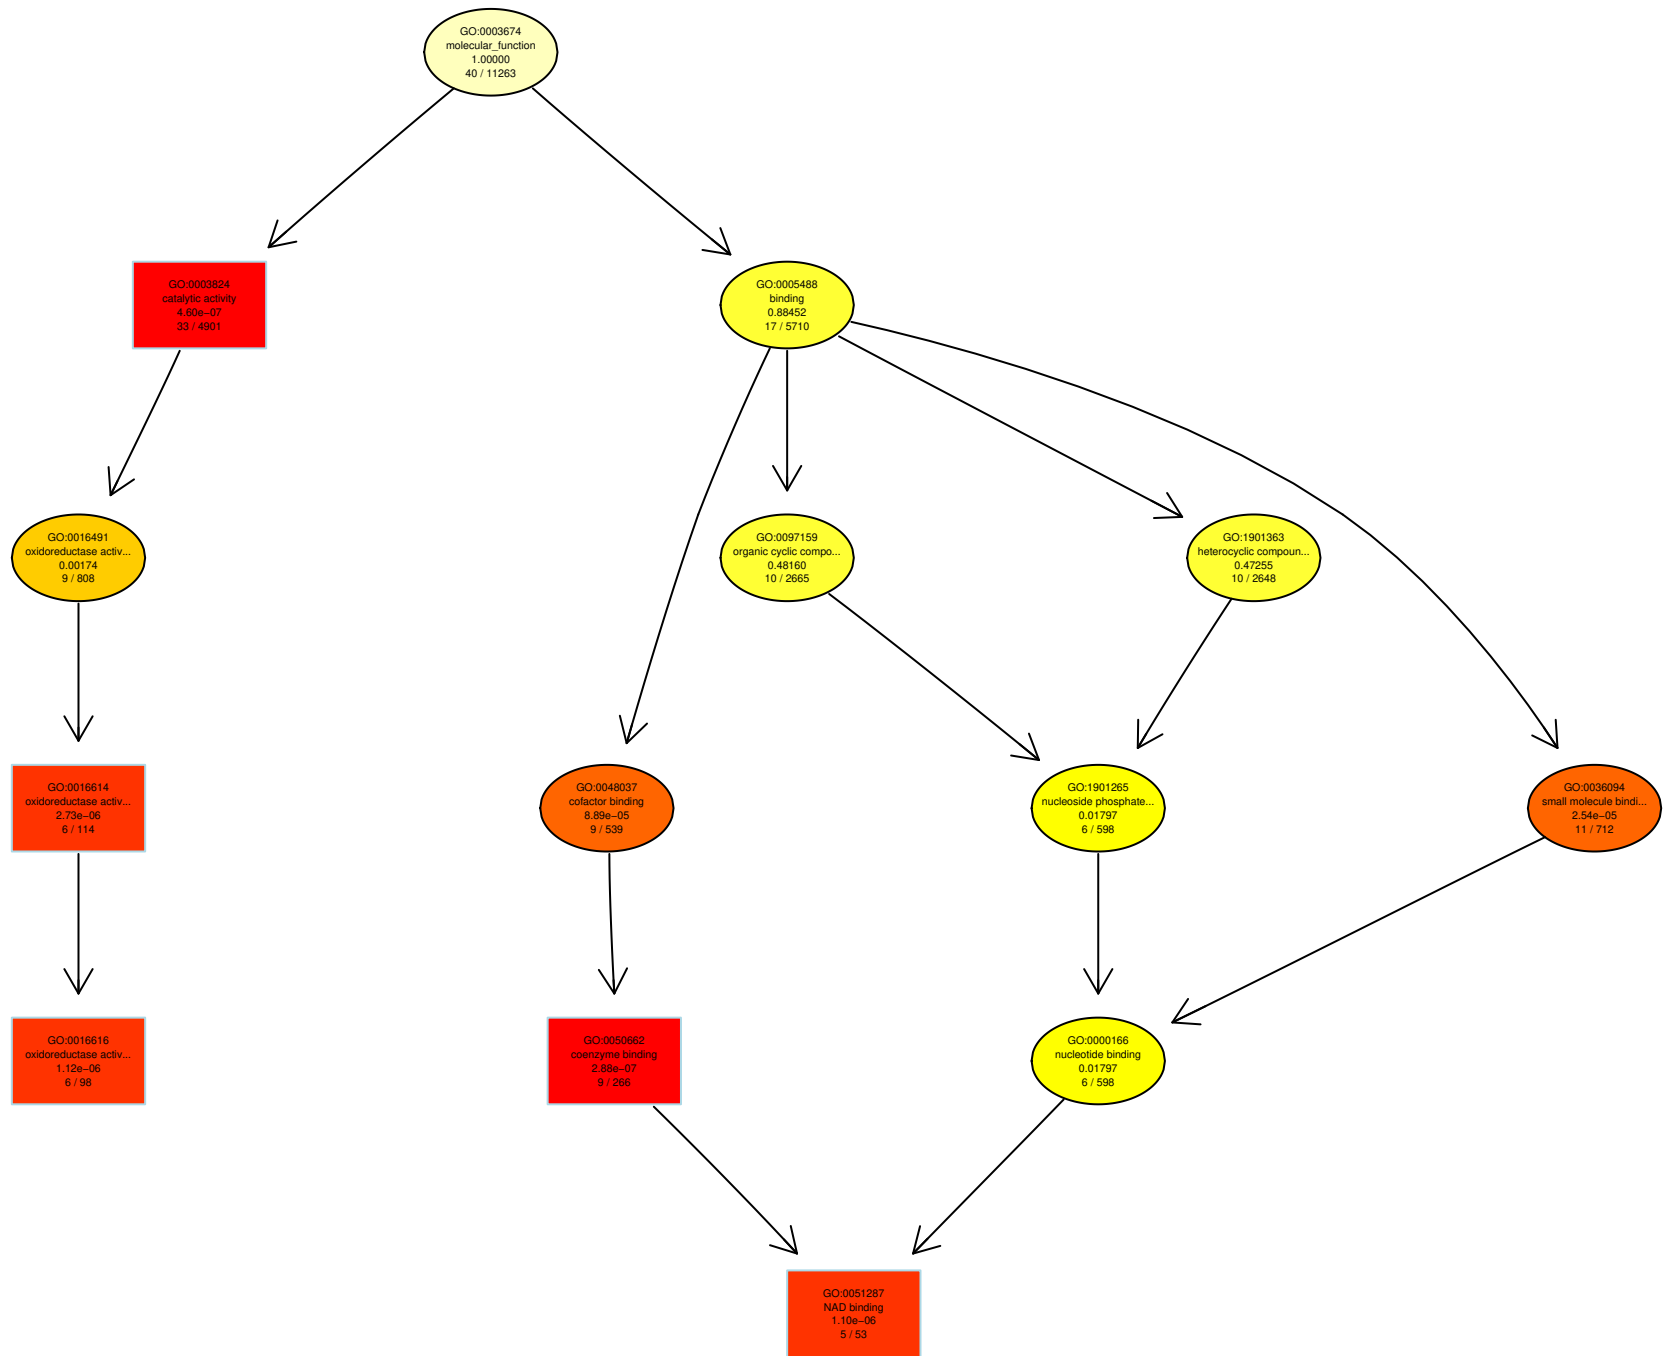 GO:0003674
molecular_function
1.00000
40 / 11263
GO:0003824
catalytic activity
4.60e−07
33 / 4901
GO:0005488
binding
0.88452
17 / 5710
GO:0016491
oxidoreductase activ...
0.00174
9 / 808
GO:0097159
organic cyclic compo...
0.48160
10 / 2665
GO:1901363
heterocyclic compoun...
0.47255
10 / 2648
GO:0016614
oxidoreductase activ...
2.73e−06
6 / 114
GO:0048037
cofactor binding
8.89e−05
9 / 539
GO:1901265
nucleoside phosphate...
0.01797
6 / 598
GO:0036094
small molecule bindi...
2.54e−05
11 / 712
GO:0016616
oxidoreductase activ...
1.12e−06
6 / 98
GO:0050662
coenzyme binding
2.88e−07
9 / 266
GO:0000166
nucleotide binding
0.01797
6 / 598
GO:0051287
NAD binding
1.10e−06
5 / 53